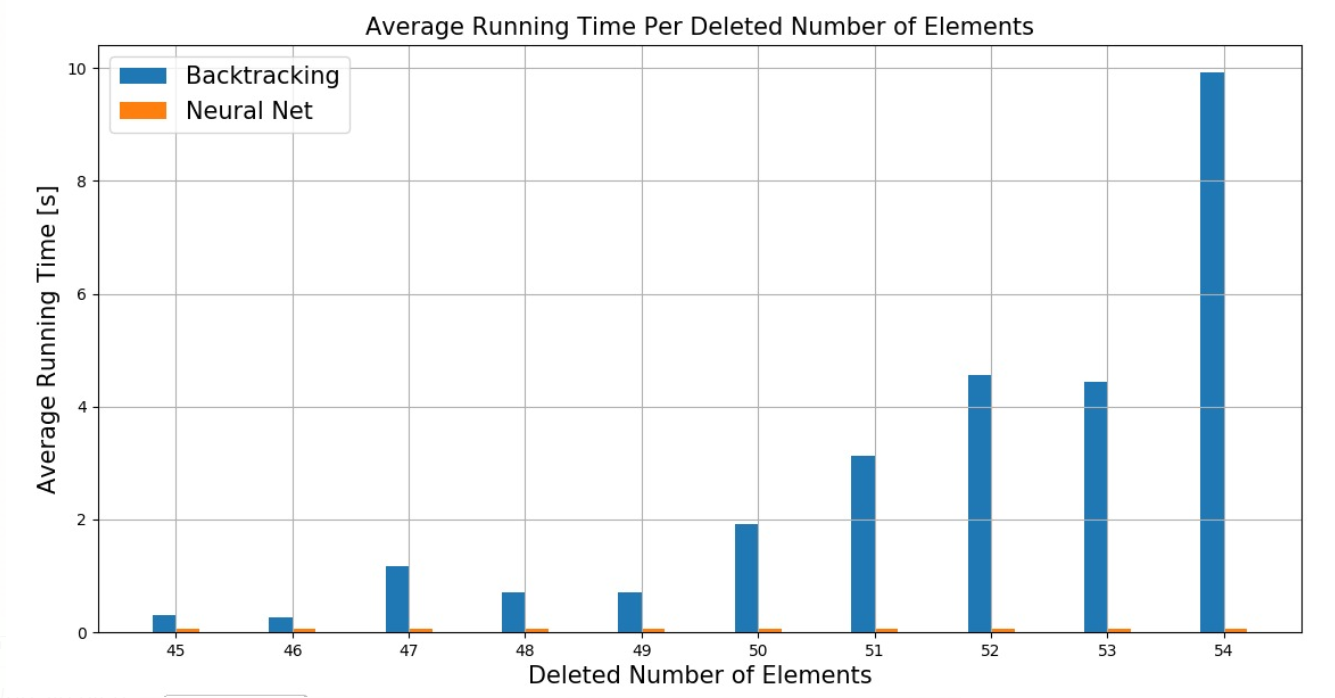 Average Running Time Per Deleted Number of Elements
Backtracking
Neural Net
Average Running Time [s]
10
8
6
4
2
0
45 46 47 48 49 50 51 52 53 54
Deleted Number of Elements